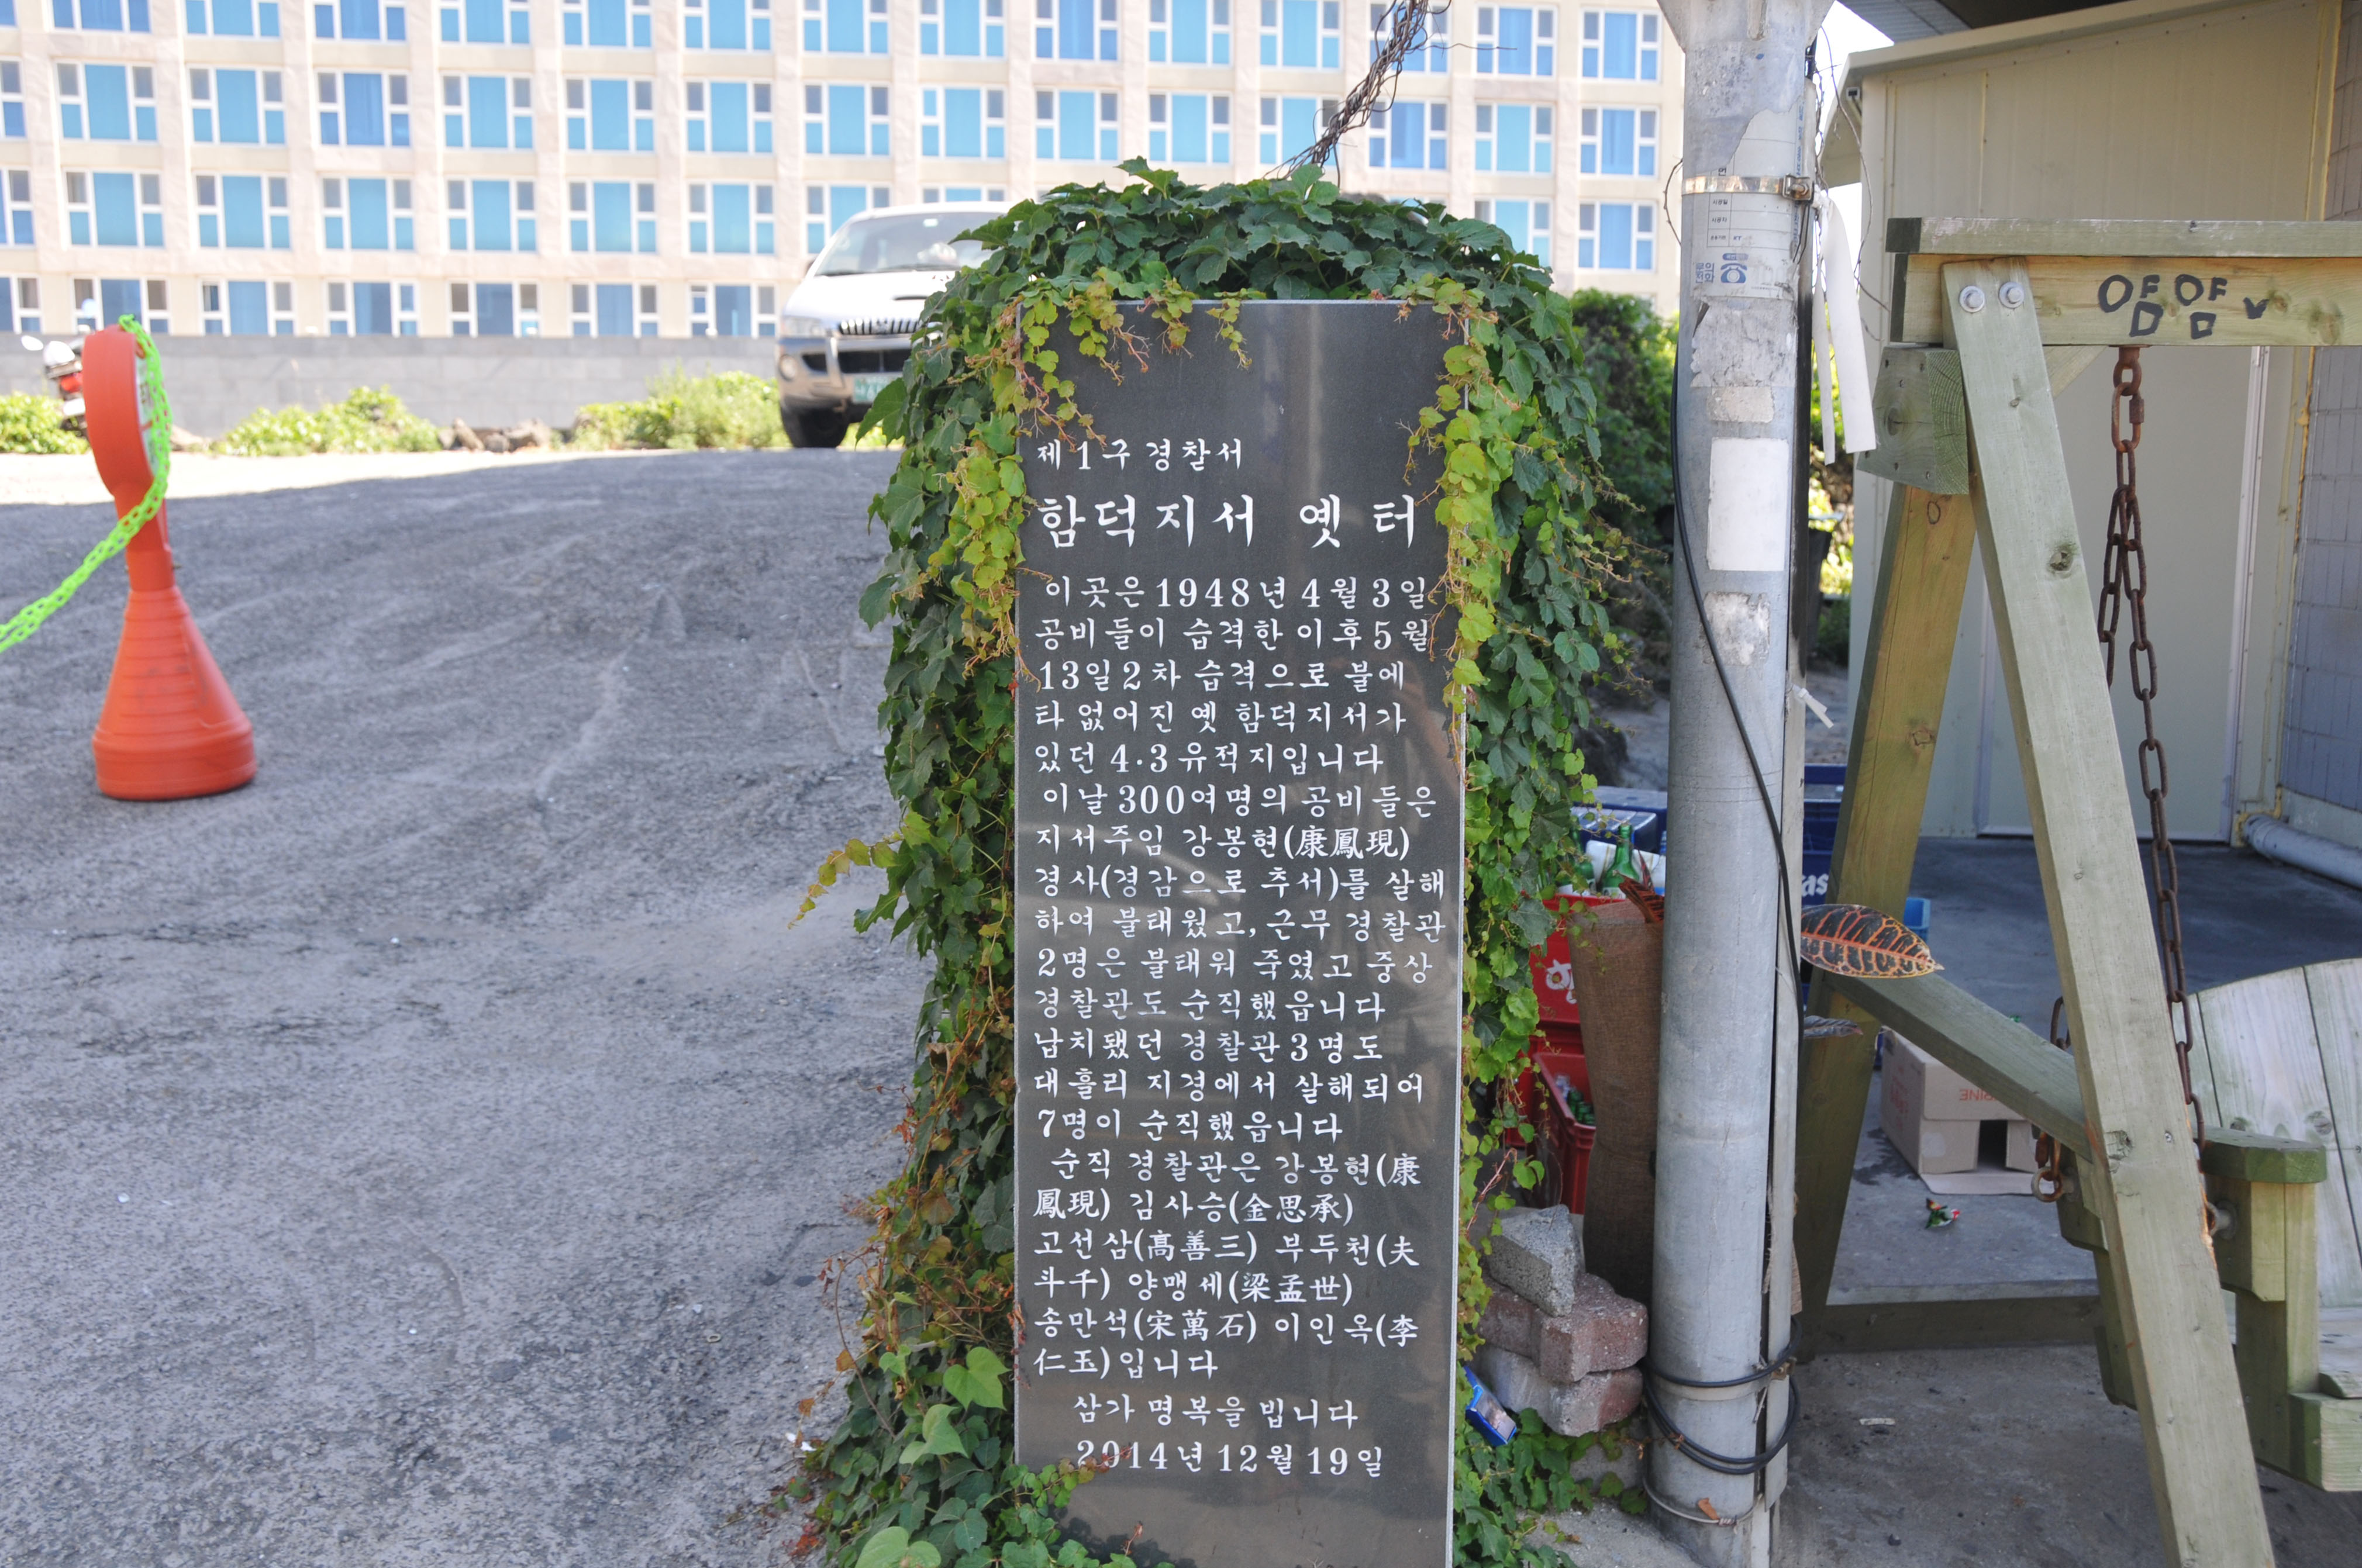 제1구경찰서
함덕지서 옛터
이곳은 1948년 4월 3일
공비들이 습격한 이후 5월
13일 2차 습격으로 불에
타 없어진 옛 함덕지서가
있던 4·3유적지입니다
이날 300여명의 공비들은
지서주임 강봉현(康鳳現)
경사(경감으로 추서)를 살해
하여 불태웠고, 근무 경찰관
2명은 불태워 죽였고 중상
경찰관도 순직했읍니다
납치됐던 경찰관 3명도
대흘리 지경에서 살해되어
7명이 순직했읍니다
순직 경찰관은 강봉현(康
鳳現) 김사승(金思承)
고선삼(高善三) 부두천(夫
斗千) 양맹세(梁孟世)
송만석(宋萬石) 이인옥(李
仁玉)입니다
삼가 명복을 빕니다
2014년 12월 19일